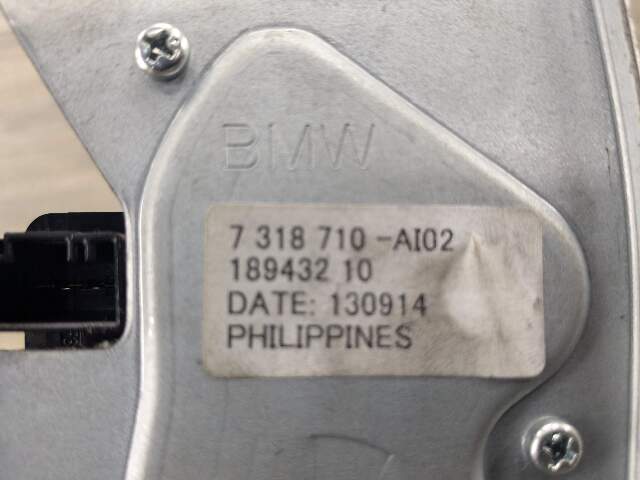 BMW
7 318 710-AI02
189432 10
DATE: 130914
PHILIPPINES